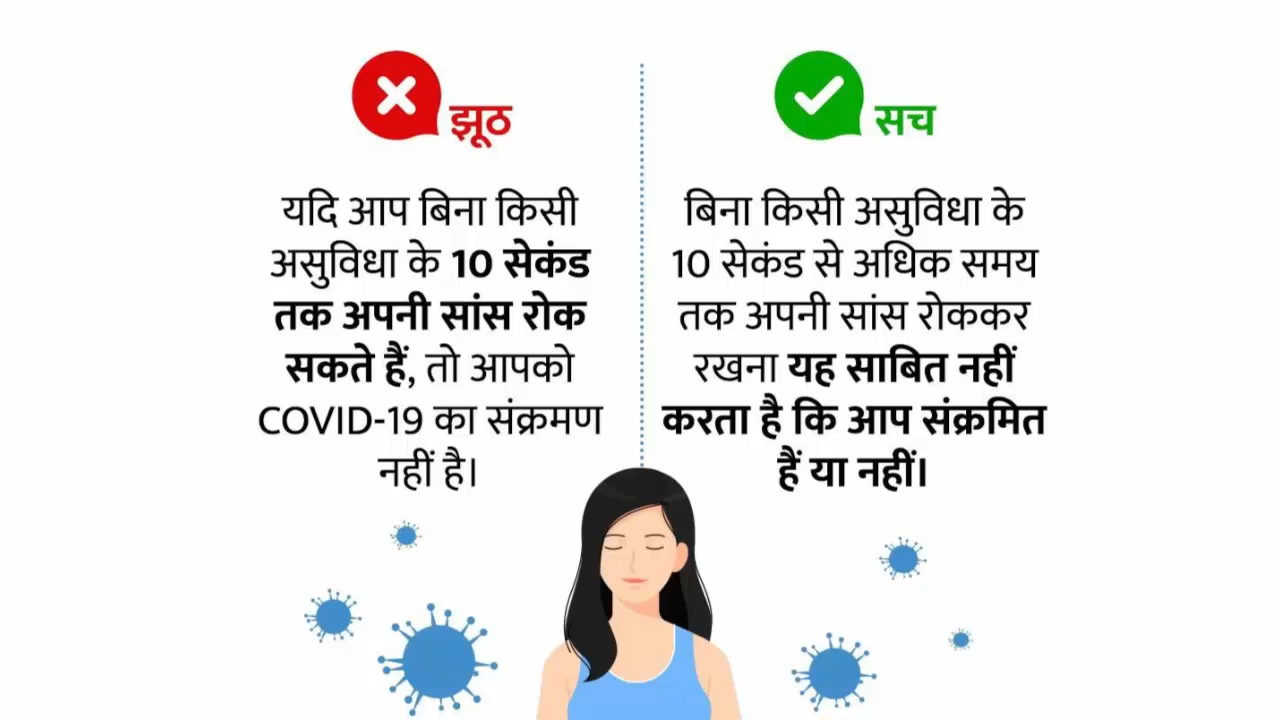 झूठ
यदि आप बिना किसी
असुविधा के 10 सेकंड
तक अपनी सांस रोक
सकते हैं, तो आपको
COVID-19 का संक्रमण
नहीं है।
सच
बिना किसी असुविधा के
10 सेकंड से अधिक समय
तक अपनी सांस रोककर
रखना यह साबित नहीं
करता है कि आप संक्रमित
हैं या नहीं।